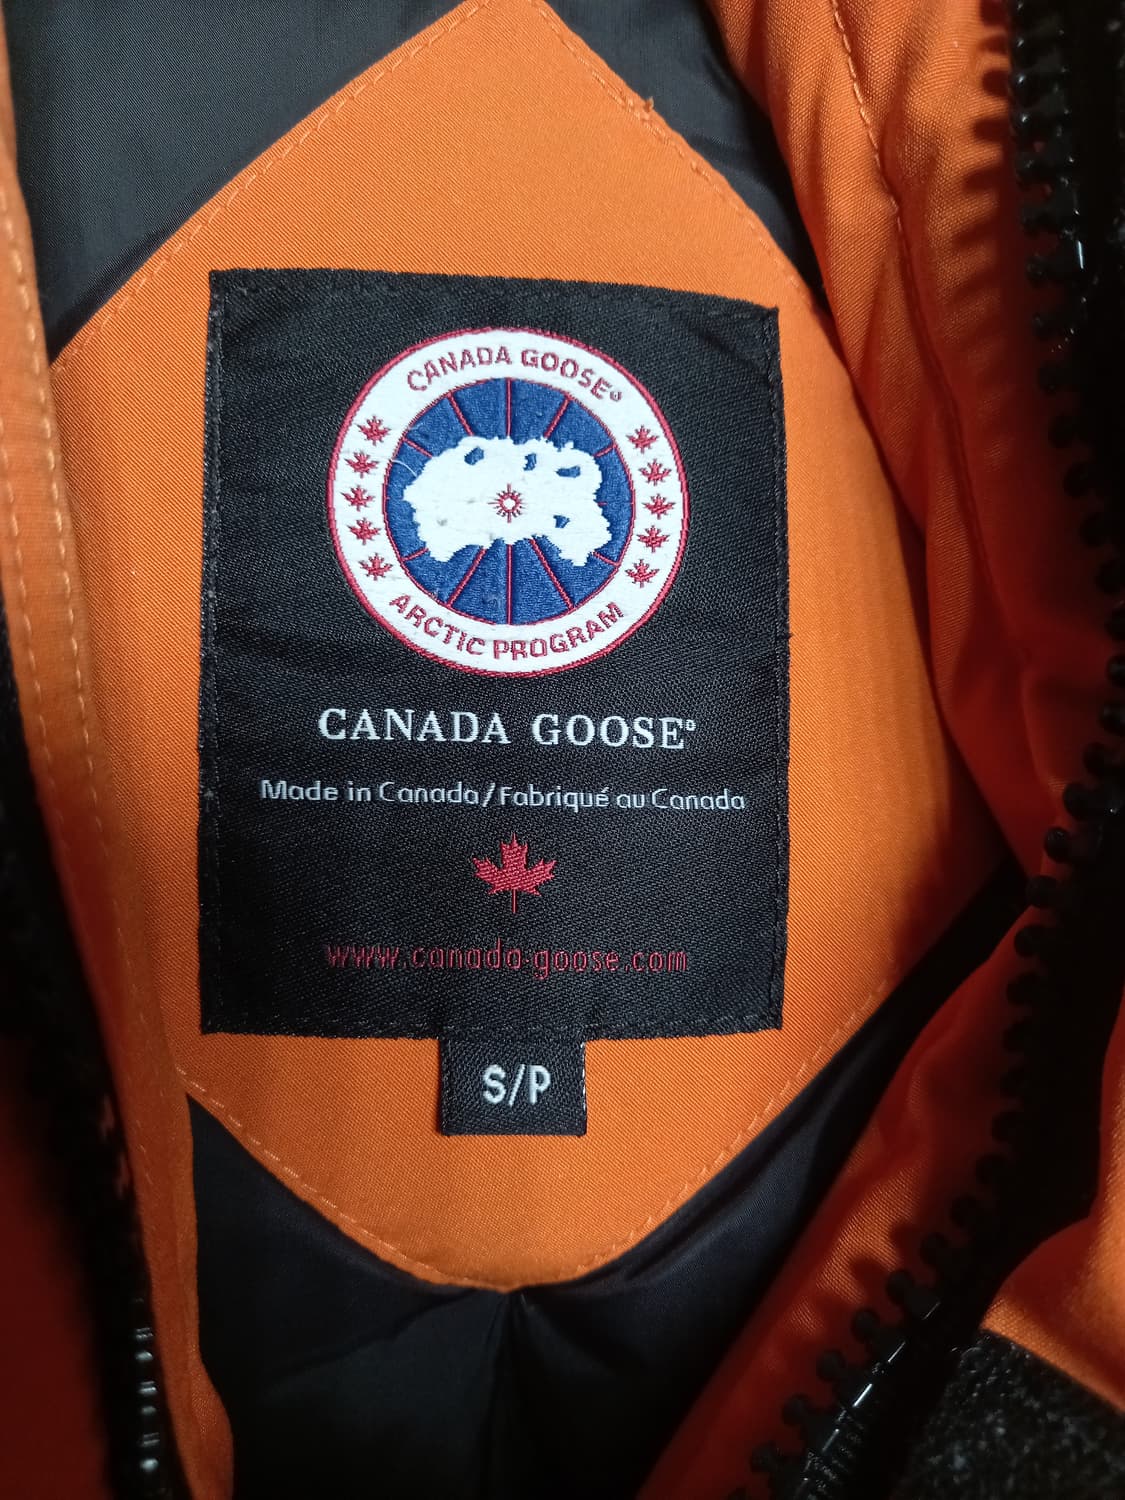 CANADA GOOSE®
ARCTIC PROGRAM
CANADA GOOSE®
Made in Canada/Fabriqué au Canada
www.canada-goose.com
S/P